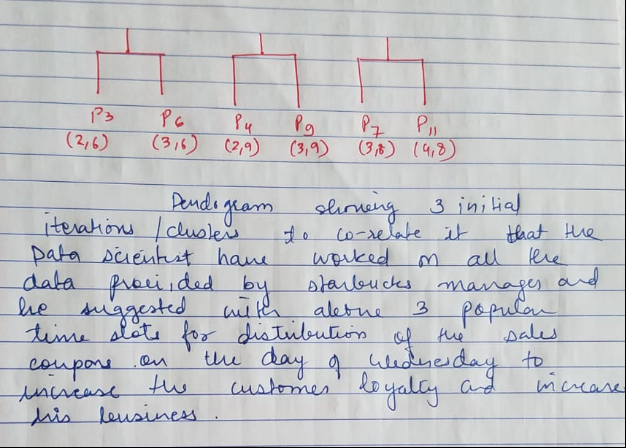 P3 P6 P4 P9 P7 P11
(2,6) (3,6) (2,9) (3,9) (3,8) (4,8)
Dendogram showing 3 initial
iterations /clusters to co-relate it that the
Data scientist have worked on all the
data provided by starbucks manager and
he suggested with above 3 popular
time slots for distribution of the sales
coupons on the day of wednesday to
increase the customer loyalty and increase
his business.